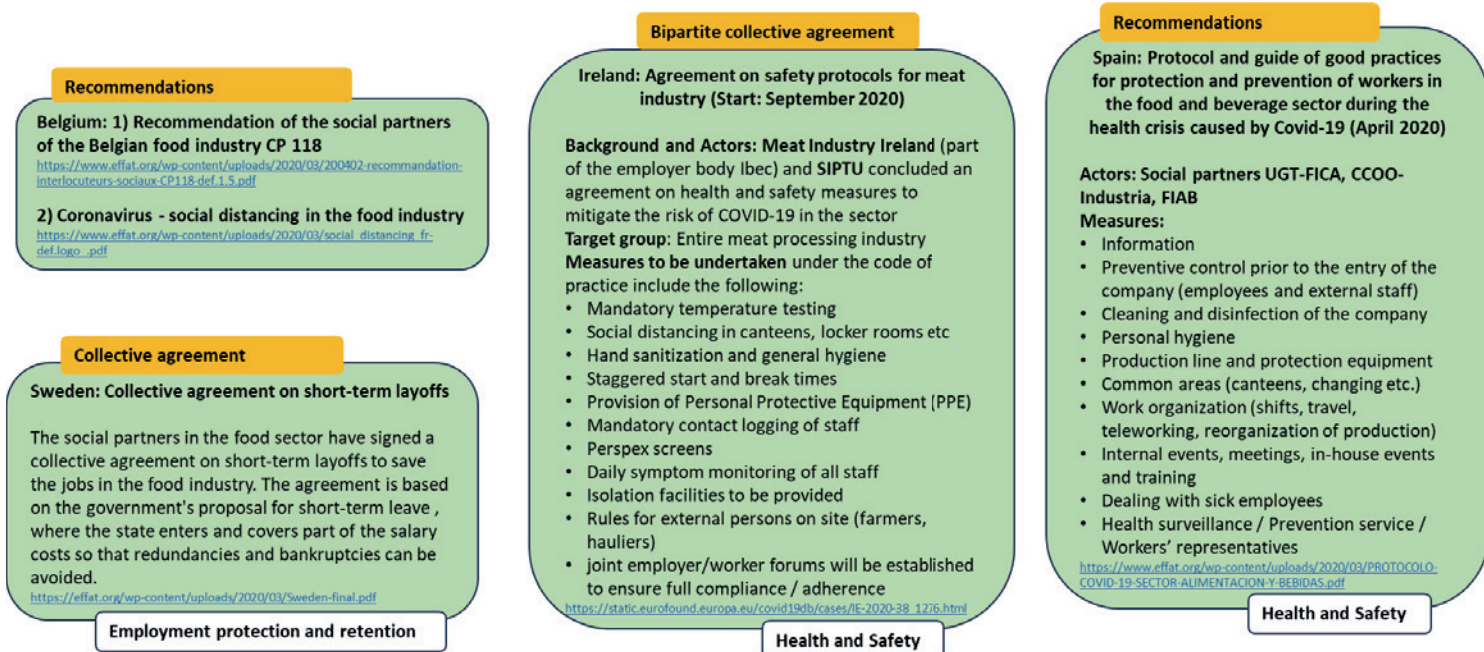 Recommendations
Belgium: 1) Recommendation of the social partners
of the Belgian food industry CP 118
https://www.effat.org/wp-content/uploads/2020/03/200402-recommandation-
interlocuteurs-sociaux-CP118-def.1.5.pdf
2) Coronavirus - social distancing in the food industry
https://www.effat.org/wp-content/uploads/2020/03/social_distancing_fr-
def.logo_.pdf
Collective agreement
Sweden: Collective agreement on short-term layoffs
The social partners in the food sector have signed a
collective agreement on short-term layoffs to save
the jobs in the food industry. The agreement is based
on the government's proposal for short-term leave ,
where the state enters and covers part of the salary
costs so that redundancies and bankruptcies can be
avoided.
https://effat.org/wp-content/uploads/2020/03/Sweden-final.pdf
Employment protection and retention
Bipartite collective agreement
Ireland: Agreement on safety protocols for meat
industry (Start: September 2020)
Background and Actors: Meat Industry Ireland (part
of the employer body Ibec) and SIPTU concluded an
agreement on health and safety measures to
mitigate the risk of COVID-19 in the sector
Target group: Entire meat processing industry
Measures to be undertaken under the code of
practice include the following:
• Mandatory temperature testing
• Social distancing in canteens, locker rooms etc
• Hand sanitization and general hygiene
• Staggered start and break times
• Provision of Personal Protective Equipment (PPE)
• Mandatory contact logging of staff
• Perspex screens
• Daily symptom monitoring of all staff
• Isolation facilities to be provided
• Rules for external persons on site (farmers,
hauliers)
• joint employer/worker forums will be established
to ensure full compliance / adherence
https://static.eurofound.europa.eu/covid19db/cases/IE-2020-38_1276.html
Health and Safety
Recommendations
Spain: Protocol and guide of good practices
for protection and prevention of workers in
the food and beverage sector during the
health crisis caused by Covid-19 (April 2020)
Actors: Social partners UGT-FICA, CCOO-
Industria, FIAB
Measures:
• Information
• Preventive control prior to the entry of the
company (employees and external staff)
• Cleaning and disinfection of the company
• Personal hygiene
• Production line and protection equipment
• Common areas (canteens, changing etc.)
• Work organization (shifts, travel,
teleworking, reorganization of production)
• Internal events, meetings, in-house events
and training
• Dealing with sick employees
• Health surveillance / Prevention service /
Workers' representatives
https://www.effat.org/wp-content/uploads/2020/03/PROTOCOLO-
COVID-19-SECTOR-ALIMENTACION-Y-BEBIDAS.pdf
Health and Safety